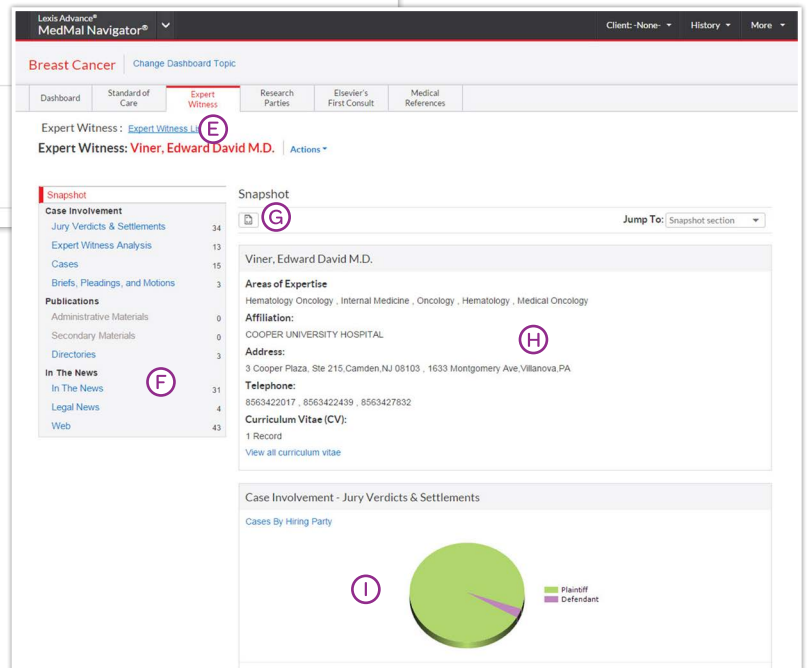 Lexis Advance®
MedMal Navigator®
Client: -None- History More
Breast Cancer Change Dashboard Topic
Dashboard Standard of Care Expert Witness Research Parties Elsevier's First Consult Medical References
Expert Witness : Expert Witness E
Expert Witness: Viner, Edward David M.D. Actions
Snapshot
Case Involvement
Jury Verdicts & Settlements 34
Expert Witness Analysis 13
Cases 15
Briefs, Pleadings, and Motions 3
Publications
Administrative Materials 0
Secondary Materials 0
Directories 3
In The News
In The News 31
Legal News 4
Web 43
F
Snapshot
G
Jump To: Snapshot section
Viner, Edward David M.D.
Areas of Expertise
Hematology Oncology , Internal Medicine , Oncology , Hematology , Medical Oncology
Affiliation:
COOPER UNIVERSITY HOSPITAL
H
Address:
3 Cooper Plaza, Ste 215,Camden,NJ 08103 , 1633 Montgomery Ave,Villanova,PA
Telephone:
8563422017 , 8563422439 , 8563427832
Curriculum Vitae (CV):
1 Record
View all curriculum vitae
Case Involvement - Jury Verdicts & Settlements
Cases By Hiring Party
I
Plaintiff
Defendant